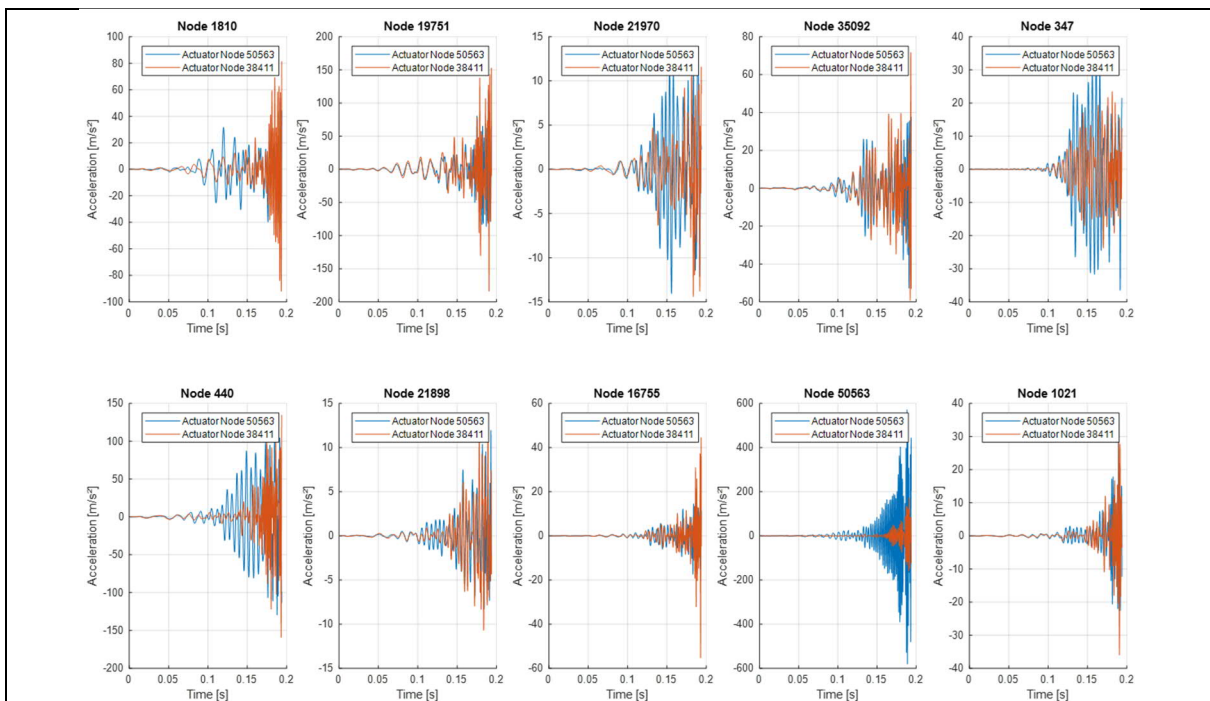 Node 1810
Node 19751
Node 21970
Node 35092
Node 347
Actuator Node 50563
Actuator Node 38411
Actuator Node 50563
Actuator Node 38411
Actuator Node 50563
Actuator Node 38411
Actuator Node 50563
Actuator Node 38411
Actuator Node 50563
Actuator Node 38411
Acceleration [m/s²]
100
80
60
40
20
0
-20
-40
-60
-80
-100
0
0.05
0.1
0.15
0.2
Time [s]
Acceleration [m/s²]
200
150
100
50
0
-50
-100
-150
-200
0
0.05
0.1
0.15
0.2
Time [s]
Acceleration [m/s²]
15
10
5
0
-5
-10
-15
0
0.05
0.1
0.15
0.2
Time [s]
Acceleration [m/s²]
80
60
40
20
0
-20
-40
-60
0
0.05
0.1
0.15
0.2
Time [s]
Acceleration [m/s²]
40
30
20
10
0
-10
-20
-30
-40
0
0.05
0.1
0.15
0.2
Time [s]
Node 440
Node 21898
Node 16755
Node 50563
Node 1021
Actuator Node 50563
Actuator Node 38411
Actuator Node 50563
Actuator Node 38411
Actuator Node 50563
Actuator Node 38411
Actuator Node 50563
Actuator Node 38411
Actuator Node 50563
Actuator Node 38411
Acceleration [m/s²]
150
100
50
0
-50
-100
-150
-200
0
0.05
0.1
0.15
0.2
Time [s]
Acceleration [m/s²]
15
10
5
0
-5
-10
-15
0
0.05
0.1
0.15
0.2
Time [s]
Acceleration [m/s²]
60
40
20
0
-20
-40
-60
0
0.05
0.1
0.15
0.2
Time [s]
Acceleration [m/s²]
600
400
200
0
-200
-400
-600
0
0.05
0.1
0.15
0.2
Time [s]
Acceleration [m/s²]
40
30
20
10
0
-10
-20
-30
-40
0
0.05
0.1
0.15
0.2
Time [s]